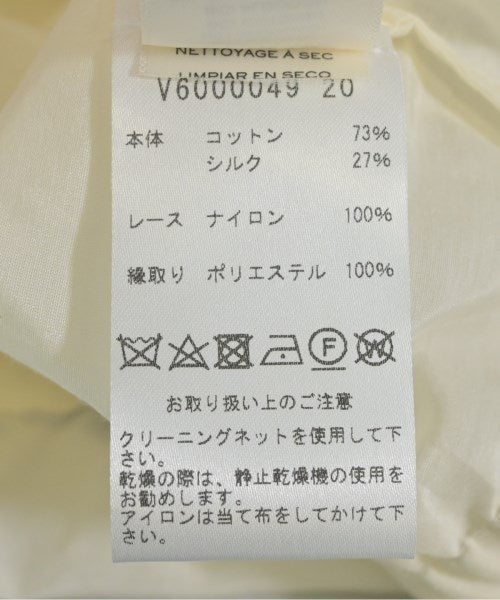 NETTOYAGE À SEC
LIMPIAR EN SECO
V6000049 20
本体 コットン 73%
シルク 27%
レース ナイロン 100%
縁取り ポリエステル 100%
F W
お取り扱い上のご注意
クリーニングネットを使用して下
さい。
乾燥の際は、静止乾燥機の使用を
お勧めします。
アイロンは当て布をしてかけて下
さい。